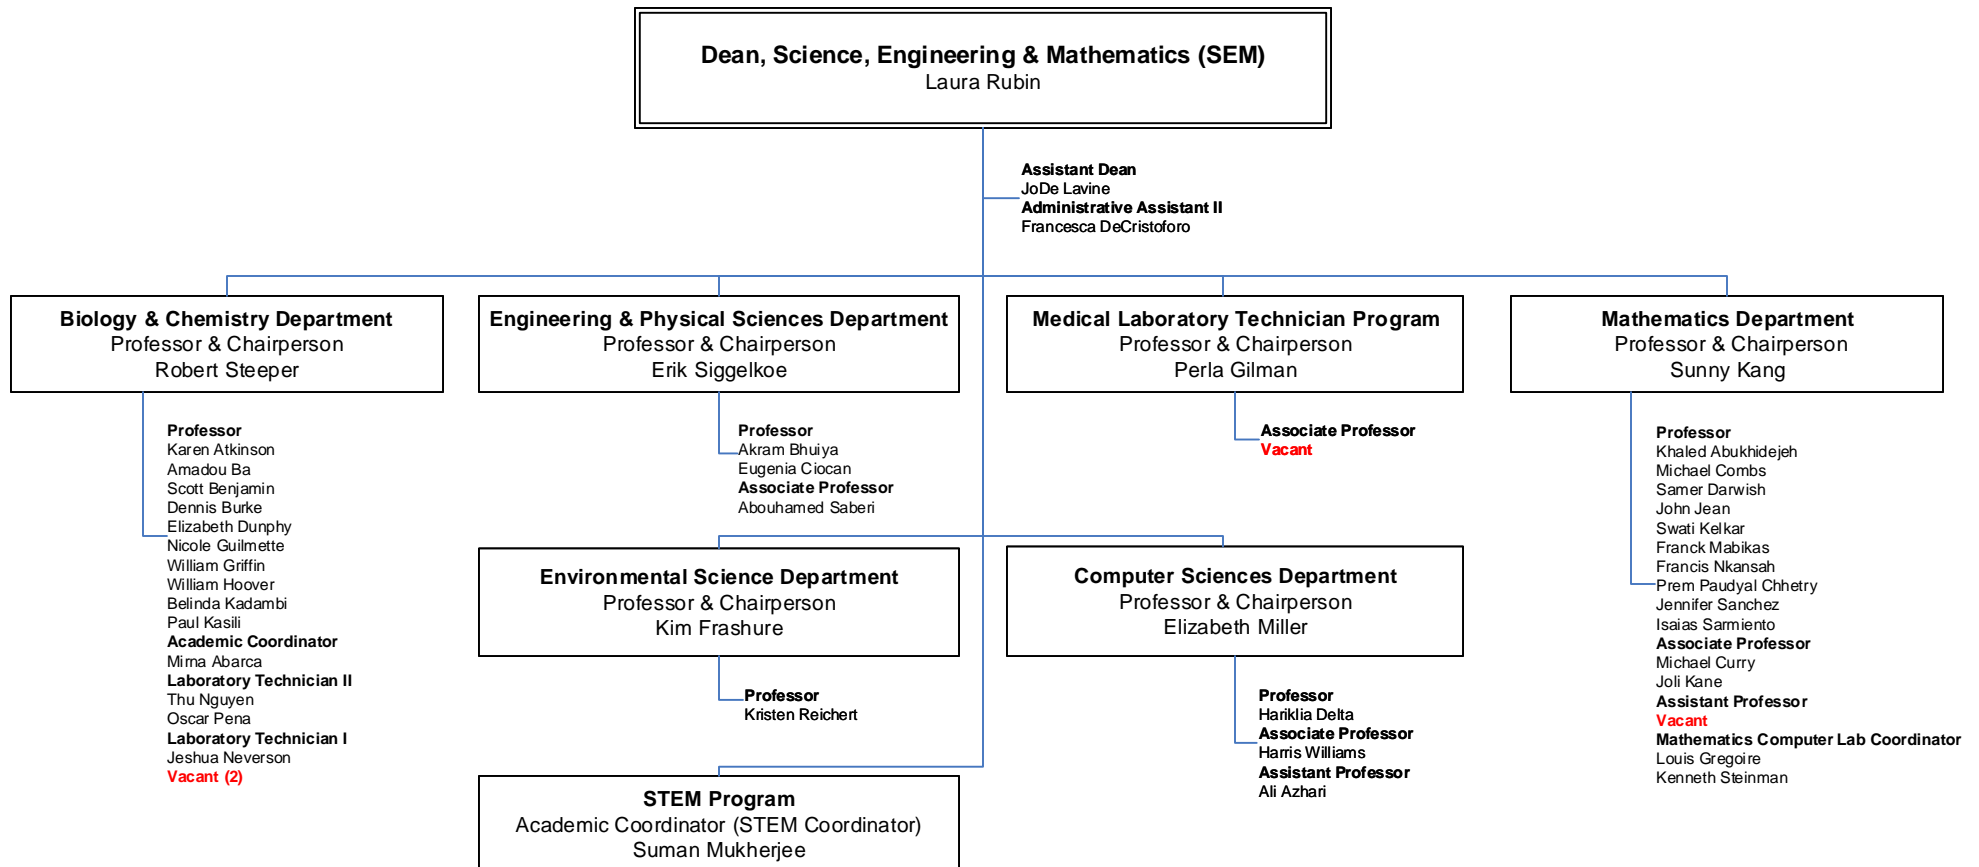 Dean, Science, Engineering & Mathematics (SEM)
Laura Rubin
Assistant Dean
JoDe Lavine
Administrative Assistant II
Francesca DeCristoforo
Biology & Chemistry Department
Professor & Chairperson
Robert Steeper
Engineering & Physical Sciences Department
Professor & Chairperson
Erik Siggelkoe
Medical Laboratory Technician Program
Professor & Chairperson
Perla Gilman
Mathematics Department
Professor & Chairperson
Sunny Kang
Professor
Karen Atkinson
Amadou Ba
Scott Benjamin
Dennis Burke
Elizabeth Dunphy
Nicole Guilmette
William Griffin
William Hoover
Belinda Kadambi
Paul Kasili
Academic Coordinator
Mirna Abarca
Laboratory Technician II
Thu Nguyen
Oscar Pena
Laboratory Technician I
Jeshua Neverson
Vacant (2)
Professor
Akram Bhuiya
Eugenia Ciocan
Associate Professor
Abouhamed Saberi
Associate Professor
Vacant
Professor
Khaled Abukhidejeh
Michael Combs
Samer Darwish
John Jean
Swati Kelkar
Franck Mabikas
Francis Nkansah
Prem Paudyal Chhetry
Jennifer Sanchez
Isaias Sarmiento
Associate Professor
Michael Curry
Joli Kane
Assistant Professor
Vacant
Mathematics Computer Lab Coordinator
Louis Gregoire
Kenneth Steinman
Environmental Science Department
Professor & Chairperson
Kim Frashure
Computer Sciences Department
Professor & Chairperson
Elizabeth Miller
Professor
Kristen Reichert
Professor
Hariklia Delta
Associate Professor
Harris Williams
Assistant Professor
Ali Azhari
STEM Program
Academic Coordinator (STEM Coordinator)
Suman Mukherjee